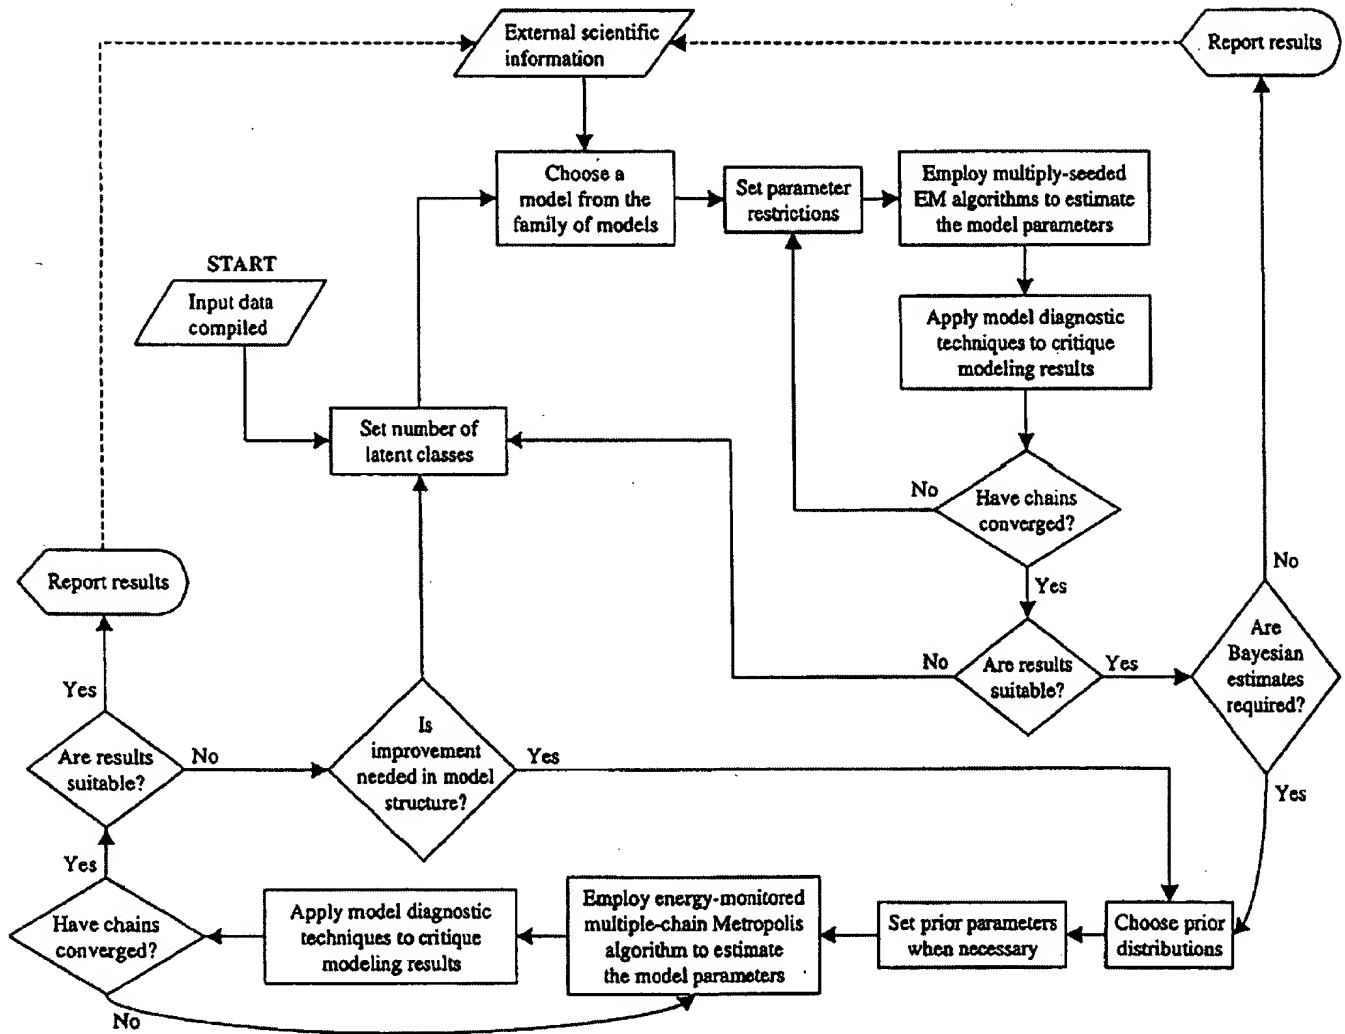 External scientific
information
Report results
Choose a
model from the
family of models
Set parameter
restrictions
Employ multiply-seeded
EM algorithms to estimate
the model parameters
START
Input data
compiled
Apply model diagnostic
techniques to critique
modeling results
Set number of
latent classes
No
Have chains
converged?
Yes
Report results
No
Are
Bayesian
estimates
required?
No
Are results
suitable?
Yes
Yes
Yes
Are results
suitable?
No
Is
improvement
needed in model
structure?
Yes
Yes
Have chains
converged?
No
Apply model diagnostic
techniques to critique
modeling results
Employ energy-monitored
multiple-chain Metropolis
algorithm to estimate
the model parameters
Set prior parameters
when necessary
Choose prior
distributions